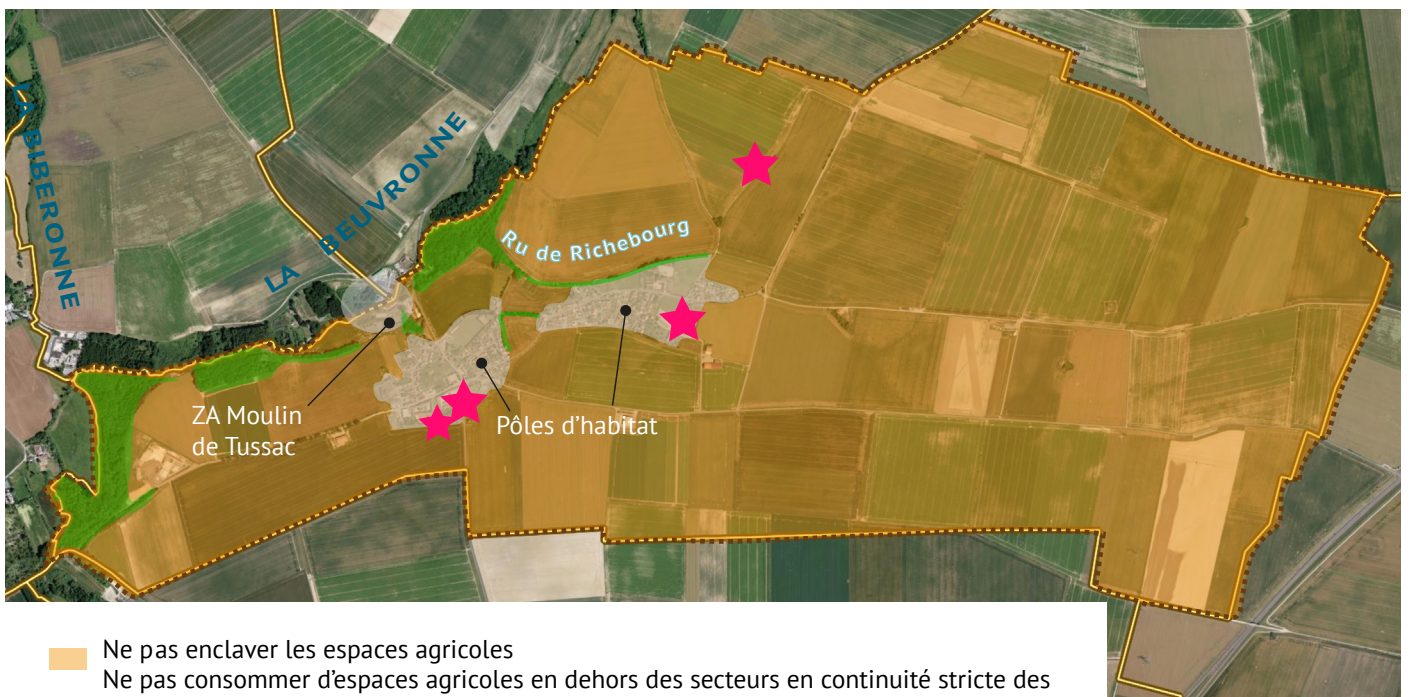 LA BIBERONNE
LA BEUVRONNE
Ru de Richebourg
ZA Moulin
de Tussac
Pôles d'habitat
Ne pas enclaver les espaces agricoles
Ne pas consommer d'espaces agricoles en dehors des secteurs en continuité stricte des